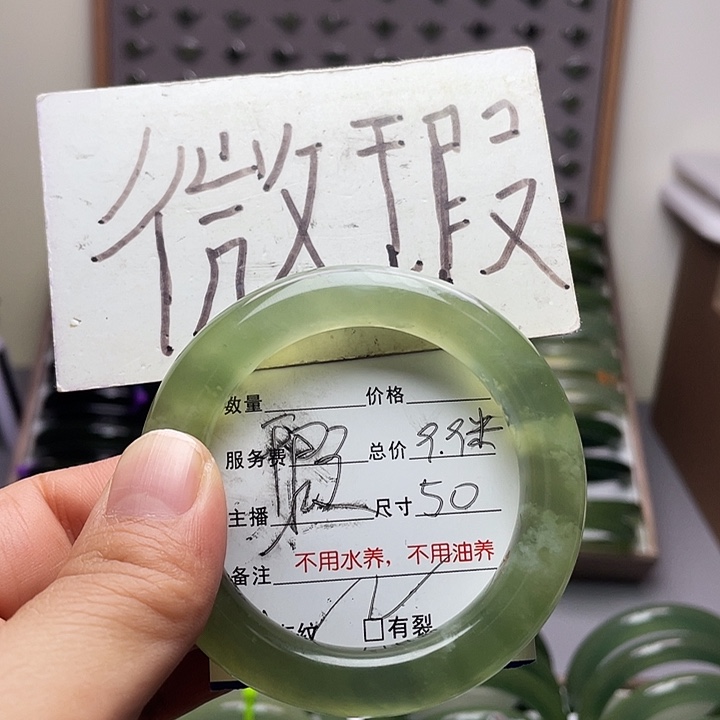 微瑕
数量 价格
服务费 总价 9.9米
主播 尺寸 50
备注 不用水养，不用油养
纹 □有裂